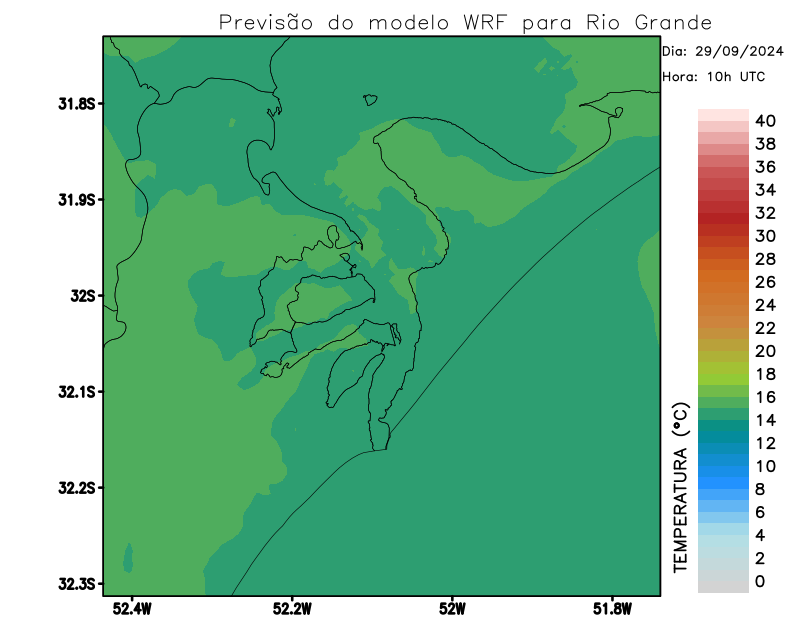 Previsão do modelo WRF para Rio Grande
Dia: 29/09/2024
Hora: 10h UTC
31.8S
31.9S
32S
32.1S
32.2S
32.3S
52.4W
52.2W
52W
51.8W
TEMPERATURA (°C)
40
38
36
34
32
30
28
26
24
22
20
18
16
14
12
10
8
6
4
2
0